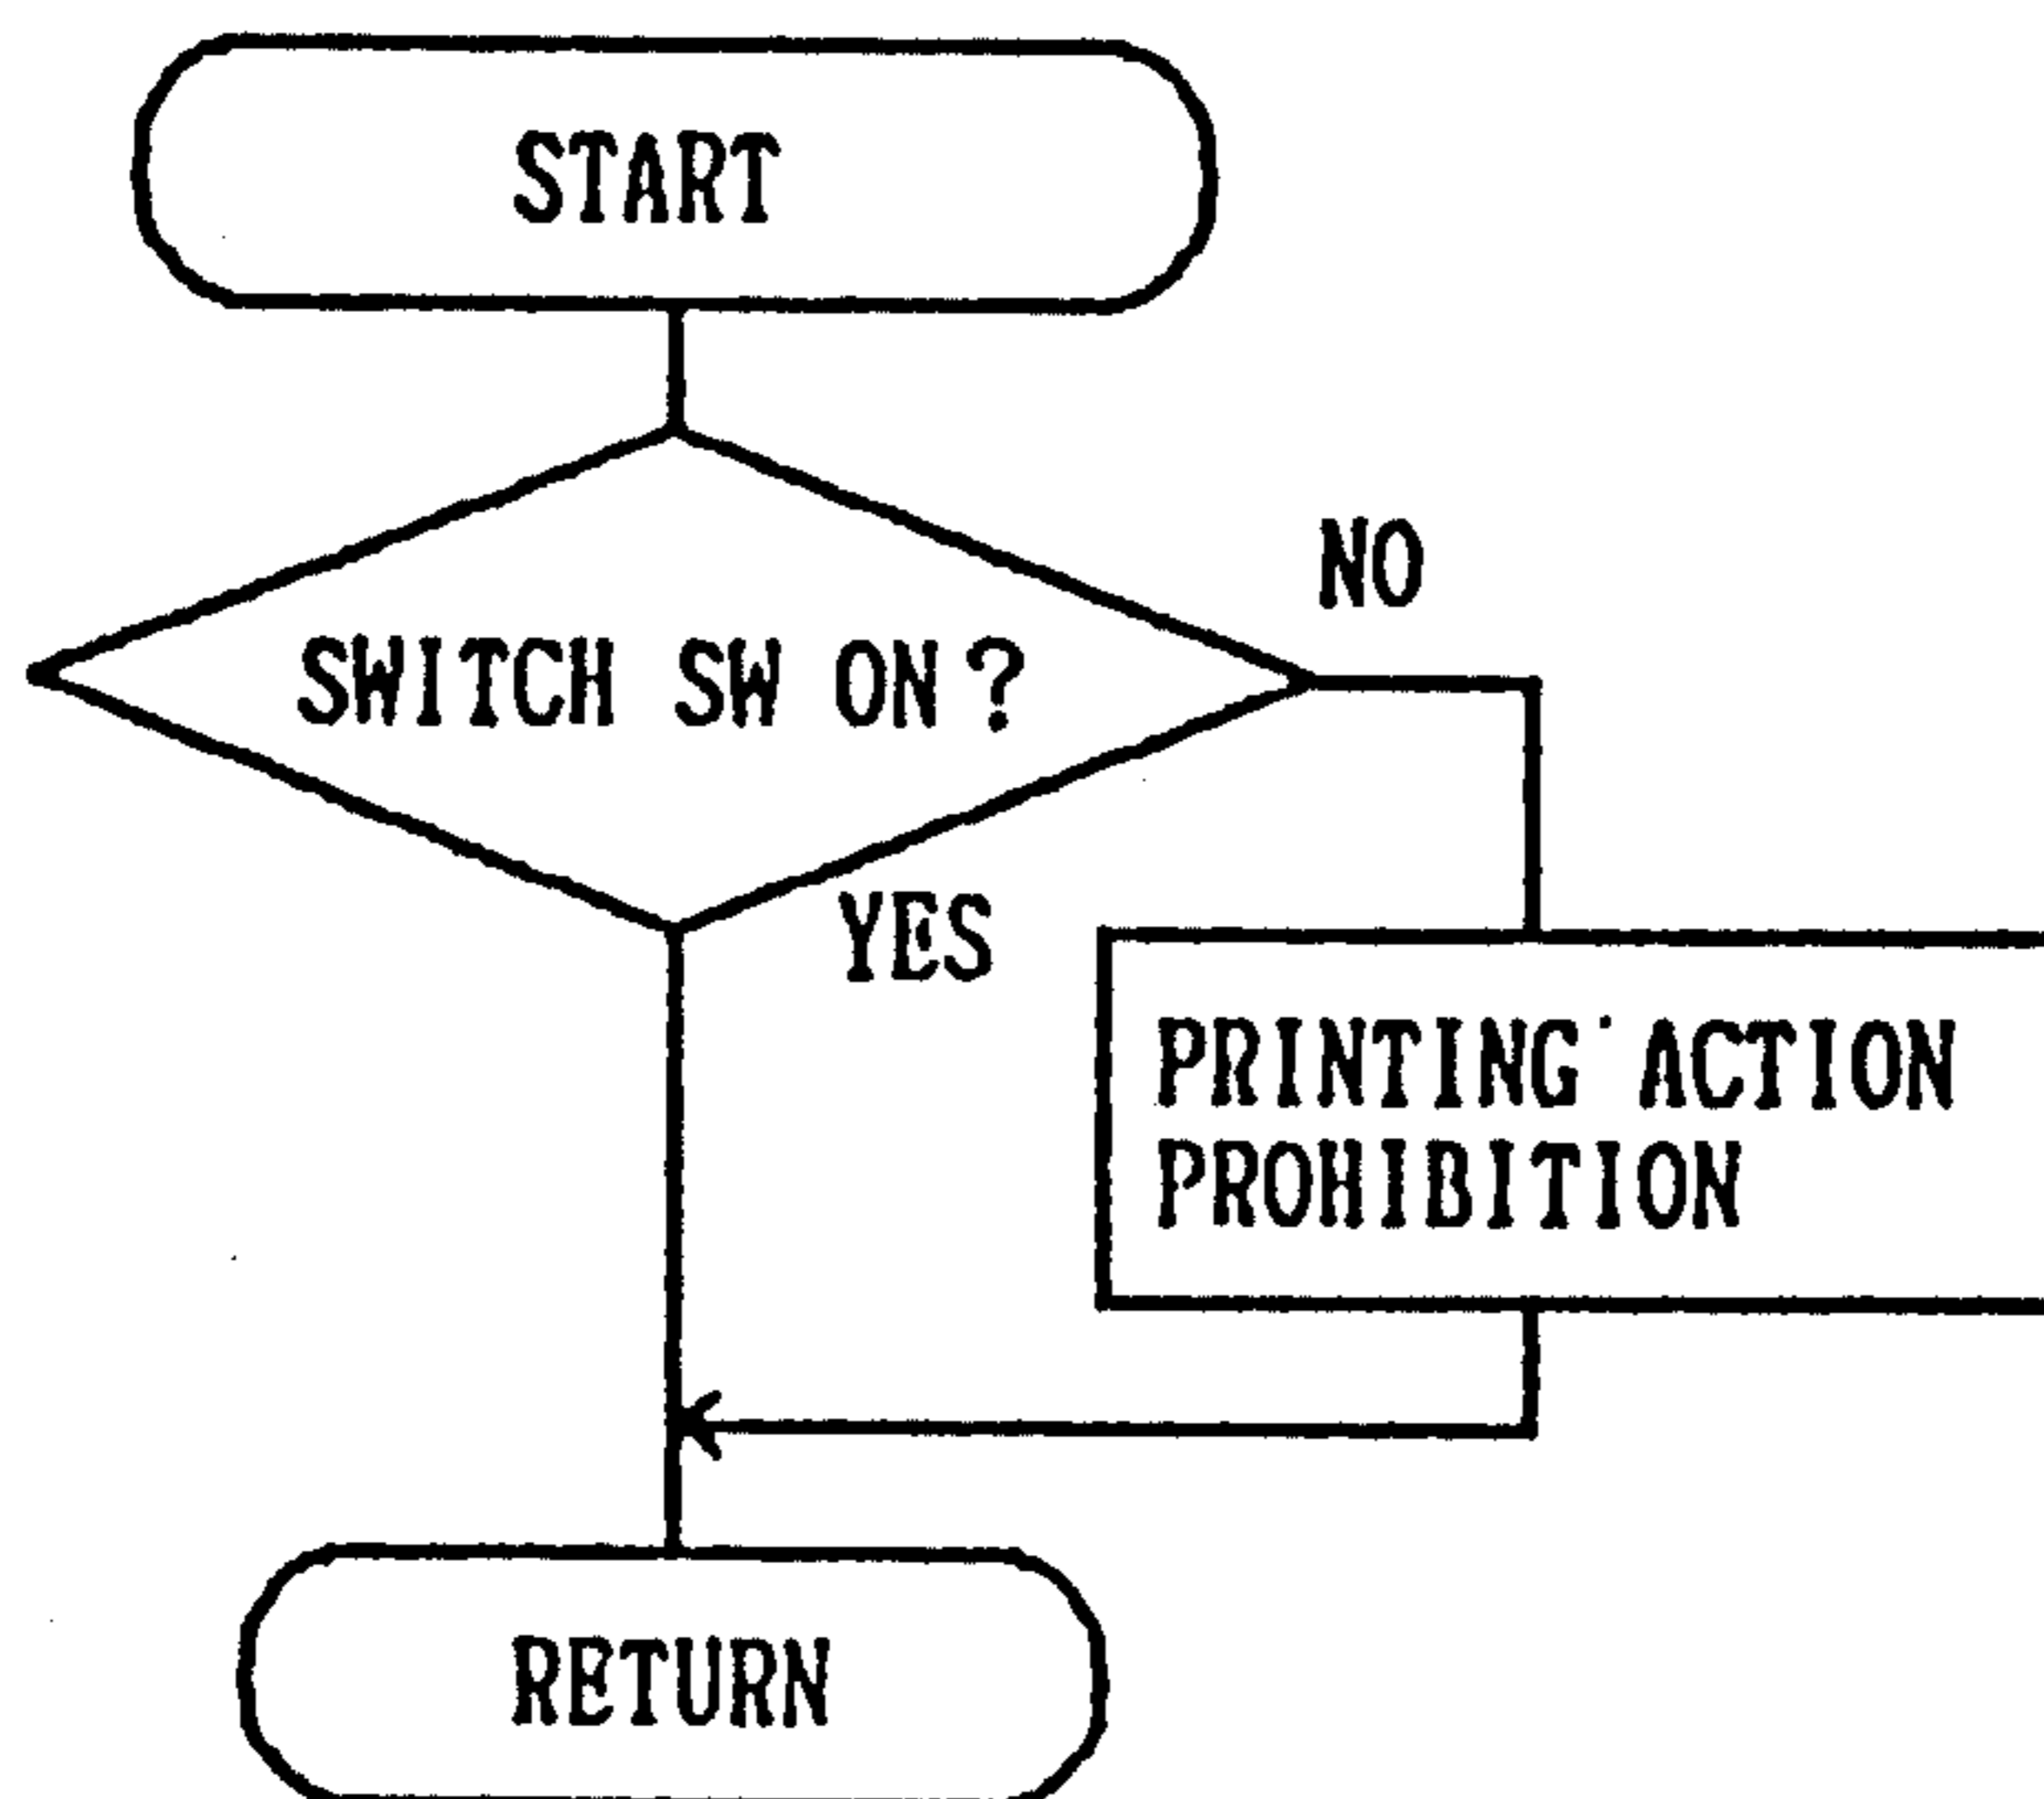 START
NO
SWITCH SW ON?
YES
PRINTING ACTION
PROHIBITION
RETURN